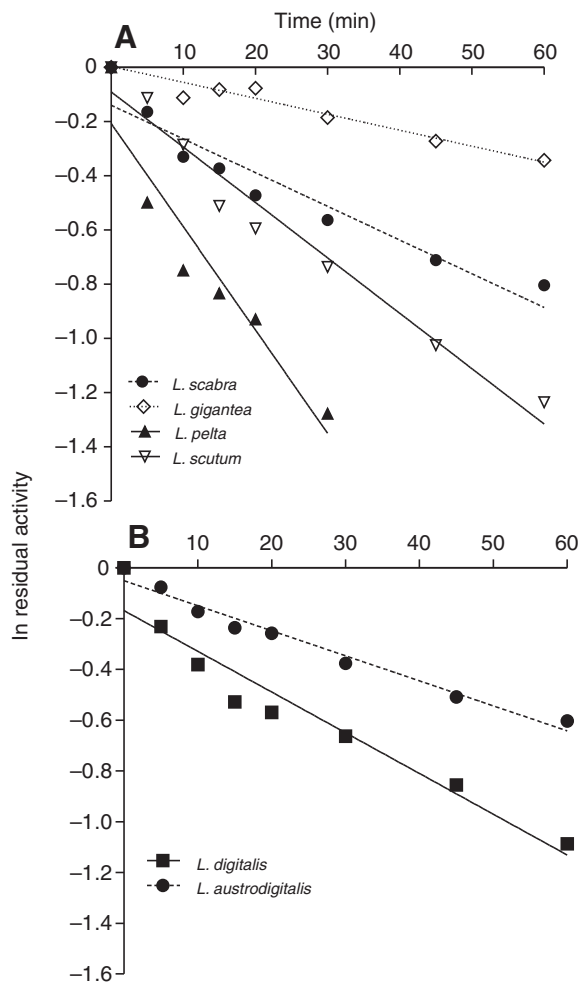 Time (min)
A
10 20 30 40 50 60
0
–0.2
–0.4
–0.6
–0.8
–1.0
–1.2
–1.4
–1.6
L. scabra
L. gigantea
L. pelta
L. scutum
ln residual activity
B
10 20 30 40 50 60
0
–0.2
–0.4
–0.6
–0.8
–1.0
–1.2
–1.4
–1.6
L. digitalis
L. austrodigitalis